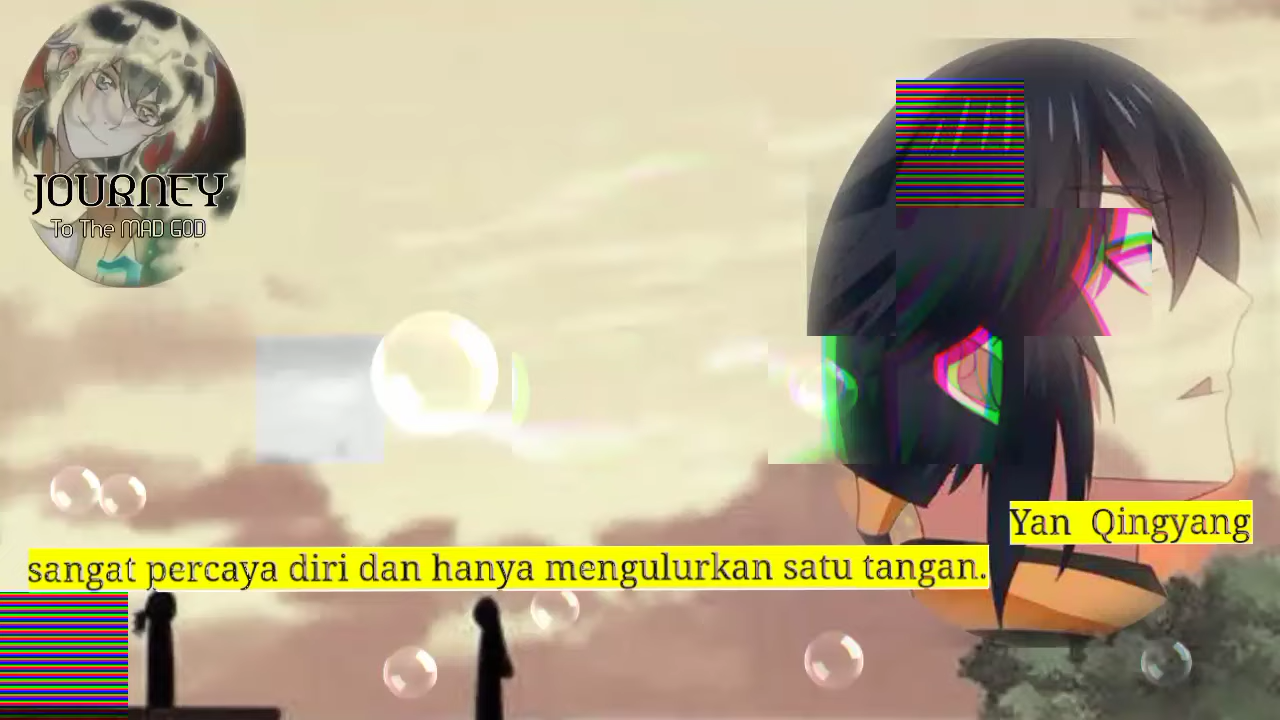 JOURNEY
To The MAD GOD
Yan Qingyang
sangat percaya diri dan hanya mengulurkan satu tangan.